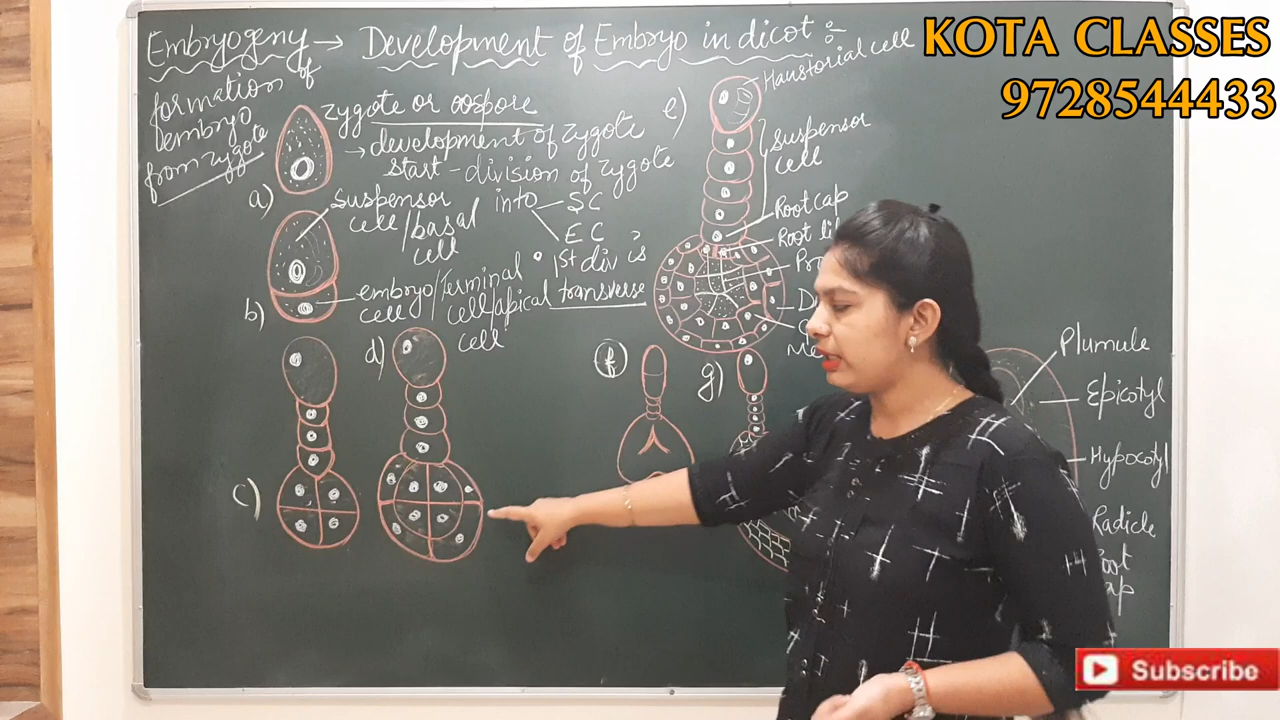 KOTA CLASSES
9728544433
Embryogeny → Development of Embryo in dicot :-
formation of
embryo
from zygote
a)
zygote or oospore
→ development of zygote
start - division of zygote
into
SC
EC
1st div is
transverse
b)
suspensor
cell/basal
cell
embryo/Terminal
cell/apical
cell
c)
d)
e)
Haustorial cell
Suspensor
cell
Root cap
Root
f
g)
Plumule
Epicotyl
Hypocotyl
Radicle
Subscribe